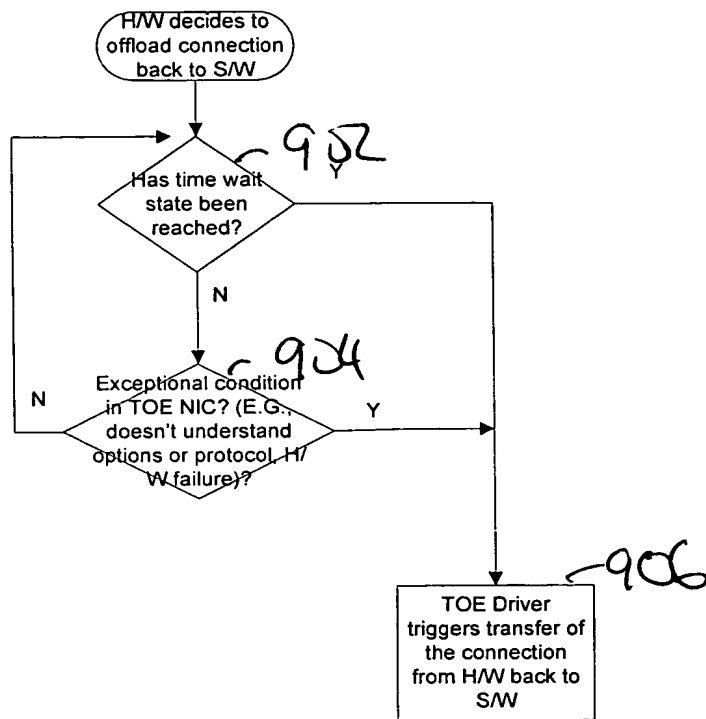 H/W decides to
offload connection
back to S/W
902
Y
Has time wait
state been
reached?
N
904
Exceptional condition
in TOE NIC? (E.G.,
doesn't understand
options or protocol, H/
W failure)?
N
Y
906
TOE Driver
triggers transfer of
the connection
from H/W back to
S/W